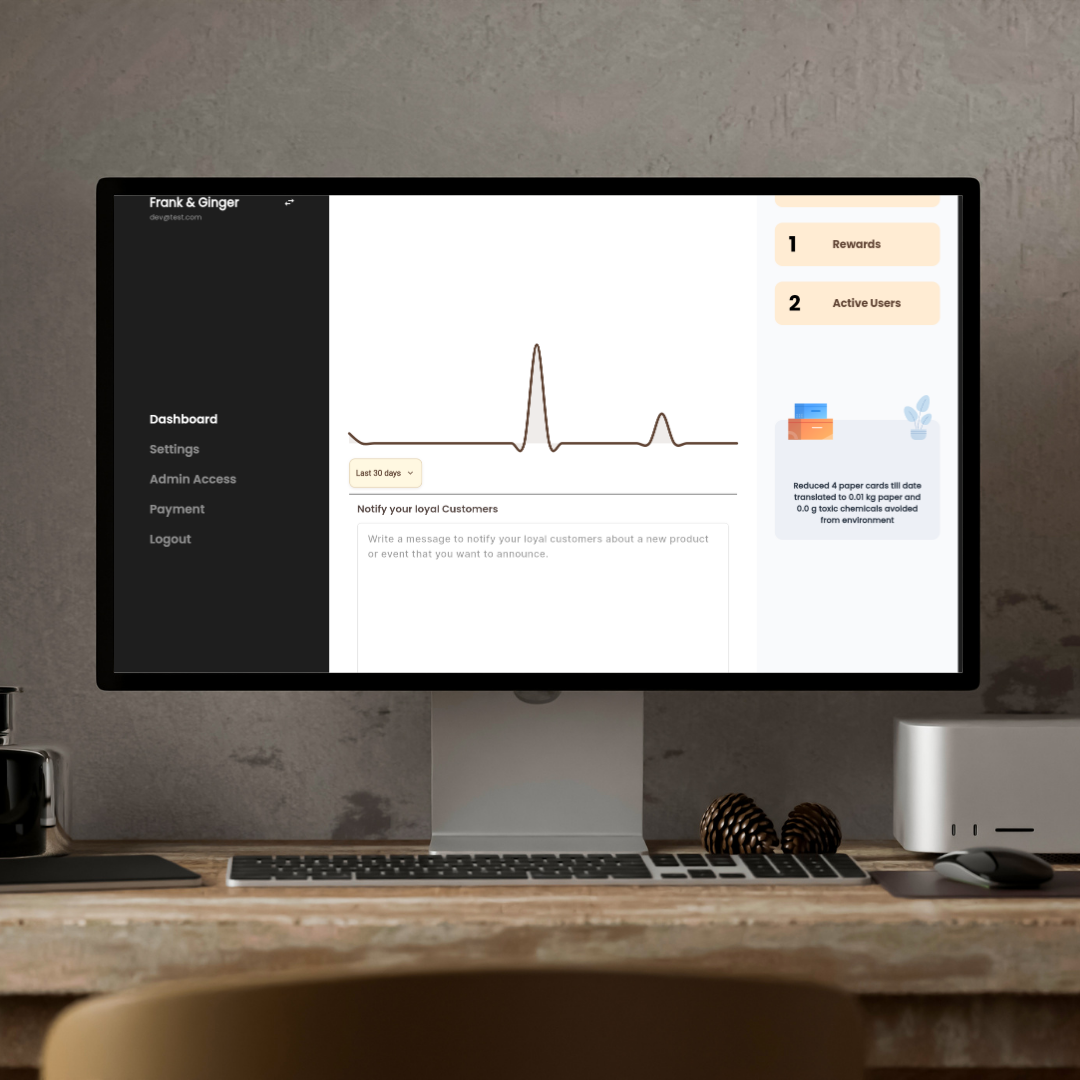 Frank & Ginger
dev@test.com
Dashboard
Settings
Admin Access
Payment
Logout
Last 30 days
Notify your loyal Customers
Write a message to notify your loyal customers about a new product
or event that you want to announce.
1 Rewards
2 Active Users
Reduced 4 paper cards till date
translated to 0.01 kg paper and
0.0 g toxic chemicals avoided
from environment